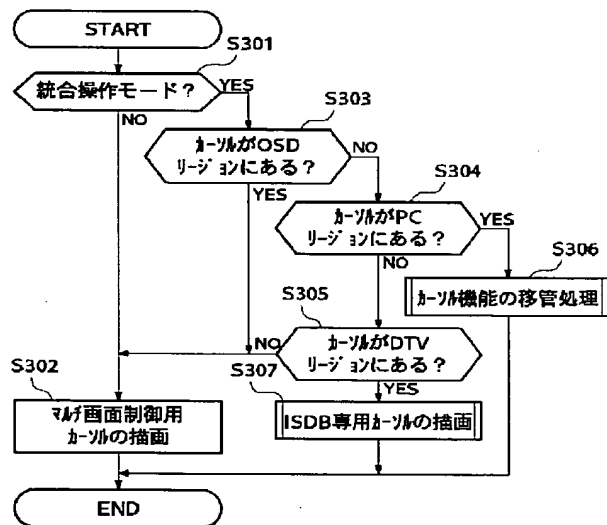 START
S301
統合操作モード？
YES
NO
S303
ｶｰｿﾙがOSD
ﾘｰｼﾞｮﾝにある？
NO
YES
S304
ｶｰｿﾙがPC
ﾘｰｼﾞｮﾝにある？
YES
NO
S306
ｶｰｿﾙ機能の移管処理
S305
ｶｰｿﾙがDTV
ﾘｰｼﾞｮﾝにある？
NO
YES
S302
ﾏﾙﾁ画面制御用
ｶｰｿﾙの描画
S307
ISDB専用ｶｰｿﾙの描画
END